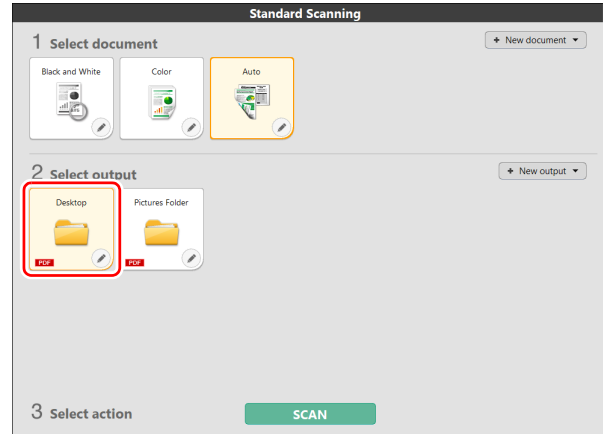 Standard Scanning
1 Select document
+ New document
Black and White
Color
Auto
2 Select output
+ New output
Desktop
Pictures Folder
PDF
PDF
3 Select action
SCAN